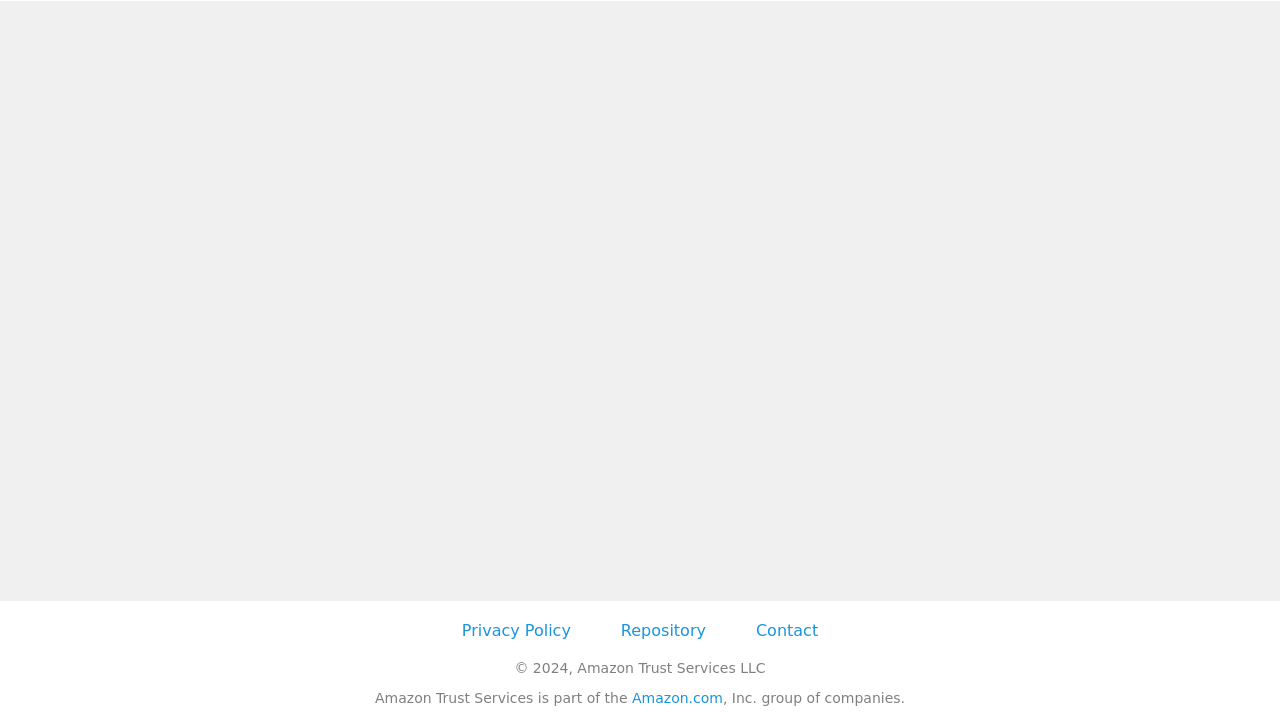 Privacy Policy Repository Contact
© 2024, Amazon Trust Services LLC
Amazon Trust Services is part of the Amazon.com, Inc. group of companies.